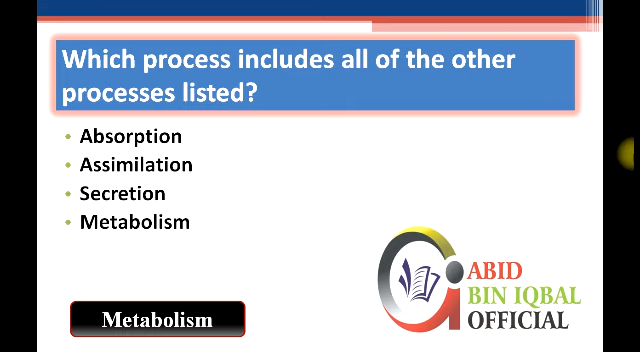 Which process includes all of the other
processes listed?
• Absorption
• Assimilation
• Secretion
• Metabolism
ABID
BIN IQBAL
OFFICIAL
Metabolism